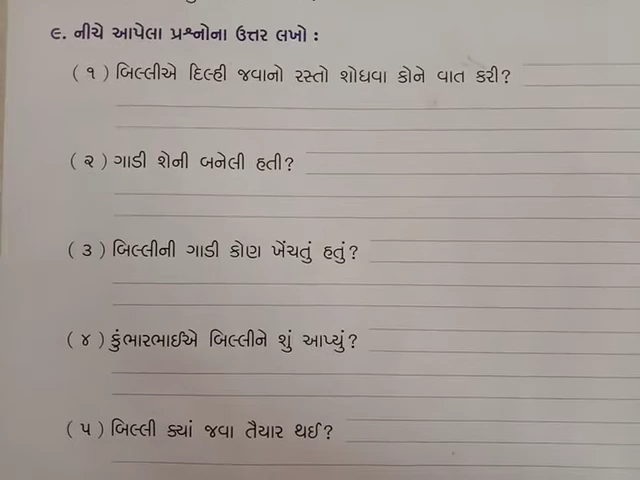 ૯. નીચે આપેલા પ્રશ્નોના ઉત્તર લખો :
( ૧ ) બિલ્લીએ દિલ્હી જવાનો રસ્તો શોધવા કોને વાત કરી?
( ૨ ) ગાડી શેની બનેલી હતી?
( ૩ ) બિલ્લીની ગાડી કોણ ખેંચતું હતું?
( ૪ ) કુંભારભાઈએ બિલ્લીને શું આપ્યું?
( ૫ ) બિલ્લી ક્યાં જવા તૈયાર થઈ?